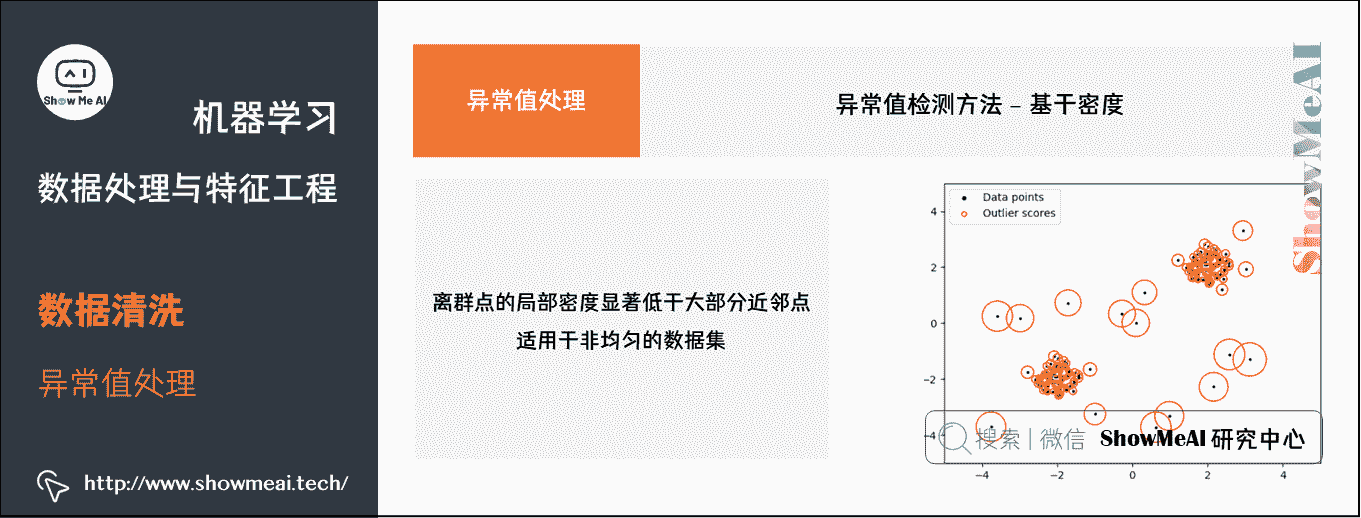 Show Me AI
机器学习
数据处理与特征工程
数据清洗
异常值处理
http://www.showmeai.tech/
异常值处理
异常值检测方法 – 基于密度
离群点的局部密度显著低于大部分近邻点
适用于非均匀的数据集
ShowMeAI
Data points
Outlier scores
4
2
0
−2
−4
−4
−2
0
2
4
搜索 | 微信 ShowMeAI 研究中心